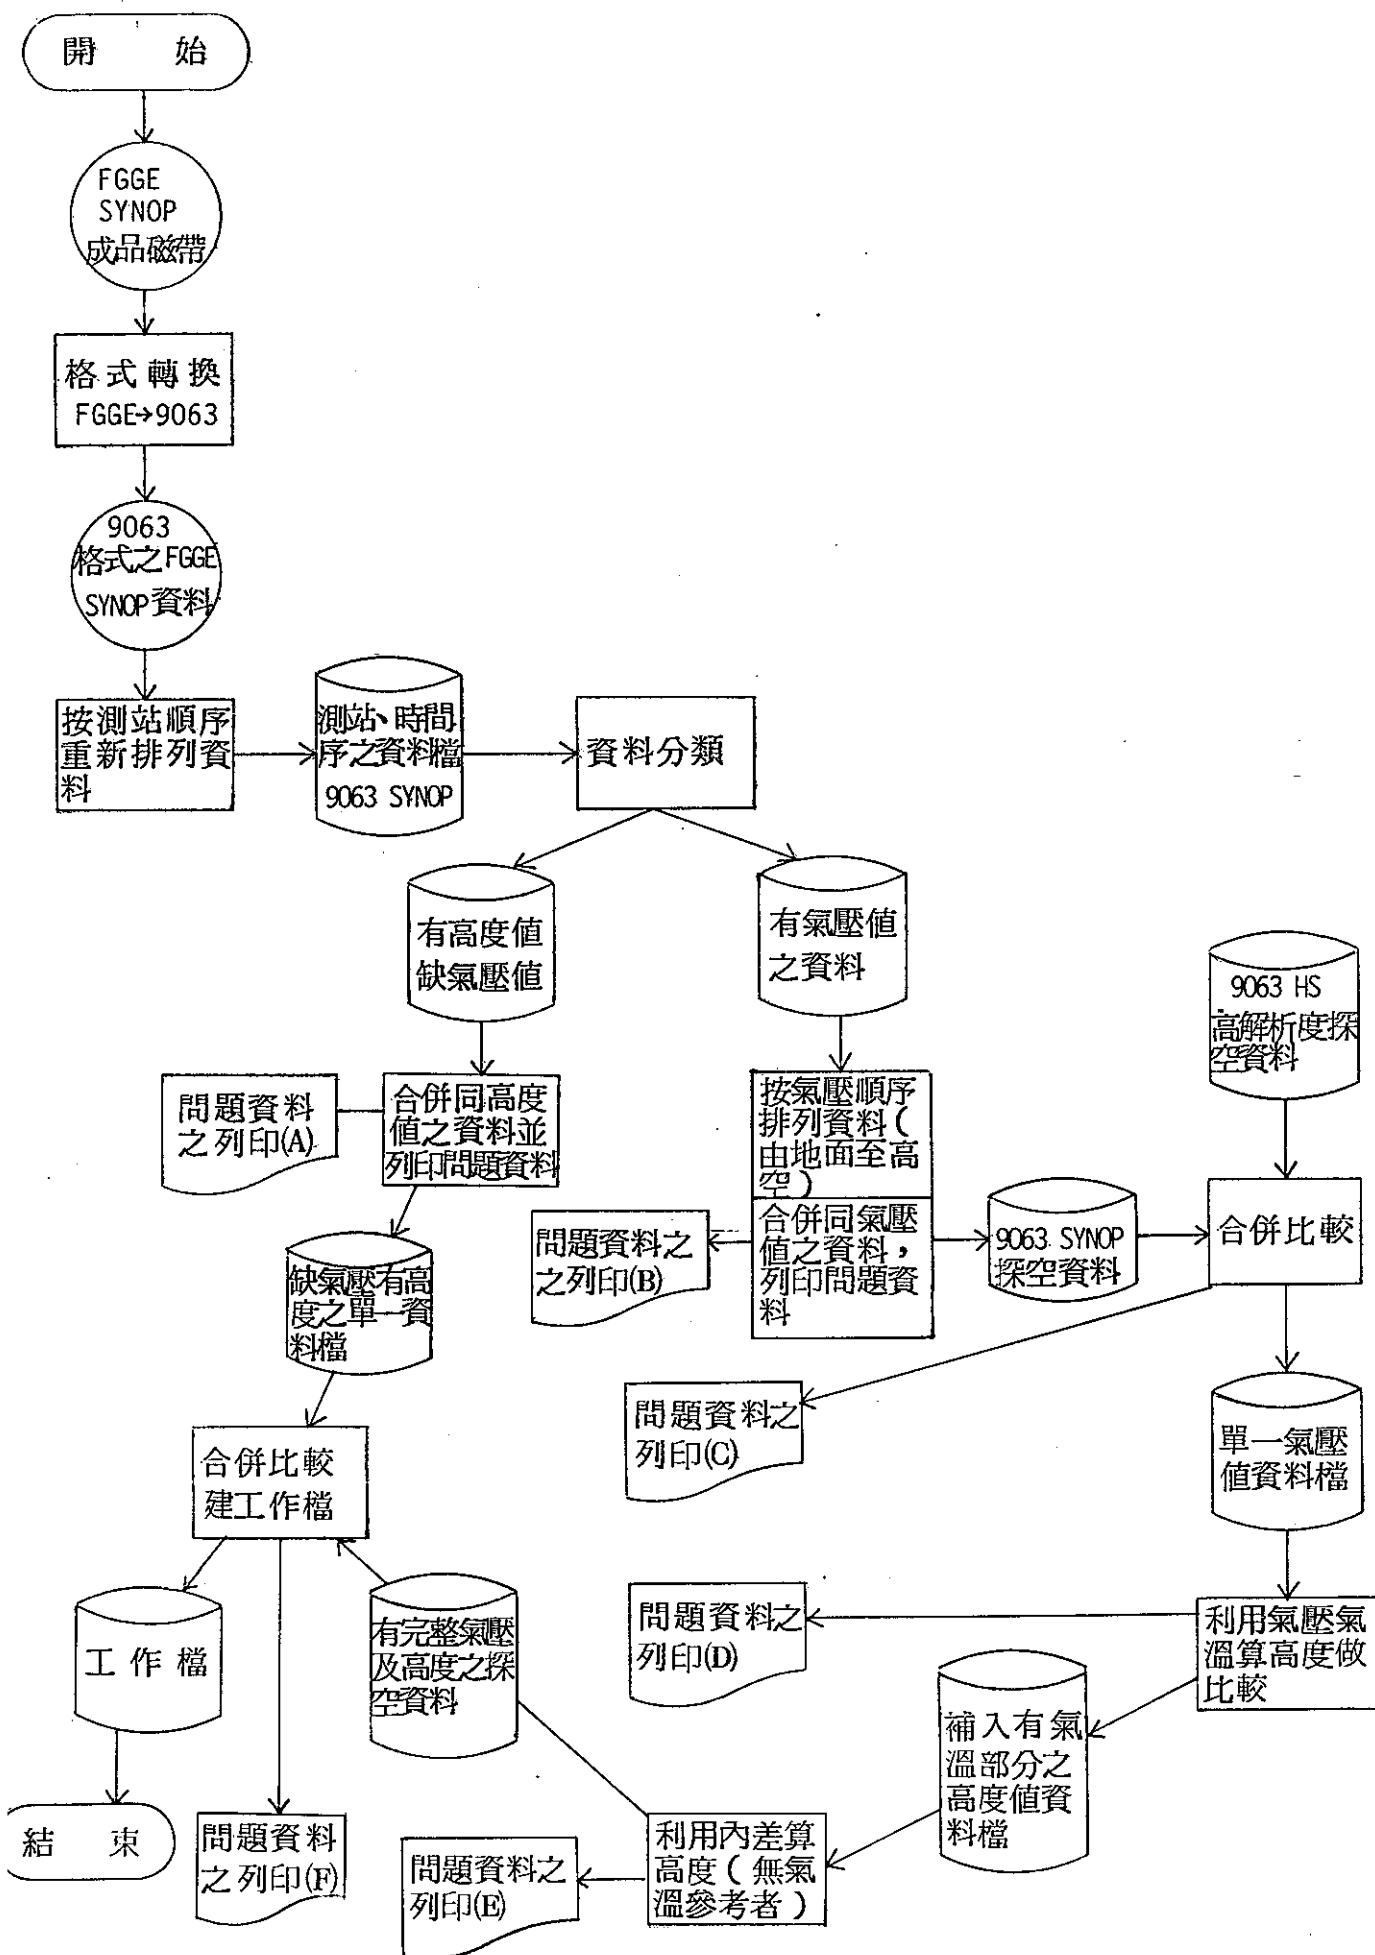 開 始
FGGE
SYNOP
成品磁帶
格式轉換
FGGE→9063
9063
格式之FGGE
SYNOP資料
按測站順序
重新排列資
料
測站、時間
序之資料檔
9063 SYNOP
資料分類
有高度值
缺氣壓值
有氣壓值
之資料
9063 HS
高解析度探
空資料
問題資料
之列印(A)
合併同高度
值之資料並
列印問題資料
按氣壓順序
排列資料(
由地面至高
空)
合併同氣壓
值之資料,
列印問題資
料
問題資料之
之列印(B)
9063 SYNOP
探空資料
合併比較
缺氣壓有高
度之單一資
料檔
問題資料之
列印(C)
單一氣壓
值資料檔
合併比較
建工作檔
工作檔
有完整氣壓
及高度之探
空資料
問題資料之
列印(D)
利用氣壓氣
溫算高度做
比較
補入有氣
溫部分之
高度值資
料檔
結 束
問題資料
之列印(F)
問題資料之
列印(E)
利用內差算
高度(無氣
溫參考者)